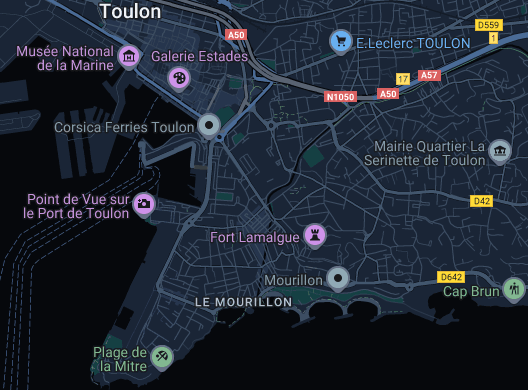 Toulon
D559
1
A50
E.Leclerc TOULON
Musée National
de la Marine
Galerie Estades
17
A57
A50
N1050
Corsica Ferries Toulon
Mairie Quartier La
Serinette de Toulon
Point de Vue sur
le Port de Toulon
D42
Fort Lamalgue
Mourillon
D642
Cap Brun
LE MOURILLON
Plage de
la Mitre